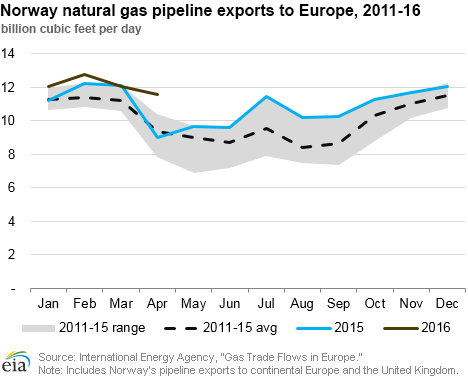 Norway natural gas pipeline exports to Europe, 2011-16
billion cubic feet per day
14
12
10
8
6
4
2
--
Jan Feb Mar Apr May Jun Jul Aug Sep Oct Nov Dec
2011-15 range 2011-15 avg 2015 2016
eia Source: International Energy Agency, "Gas Trade Flows in Europe."
Note: Includes Norway's pipeline exports to continental Europe and the United Kingdom.